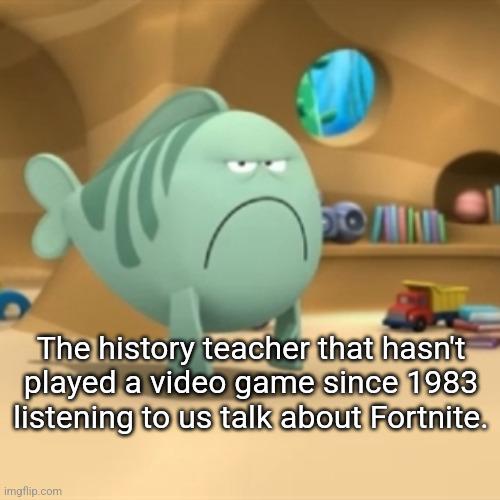 The history teacher that hasn't
played a video game since 1983
listening to us talk about Fortnite.
imgflip.com